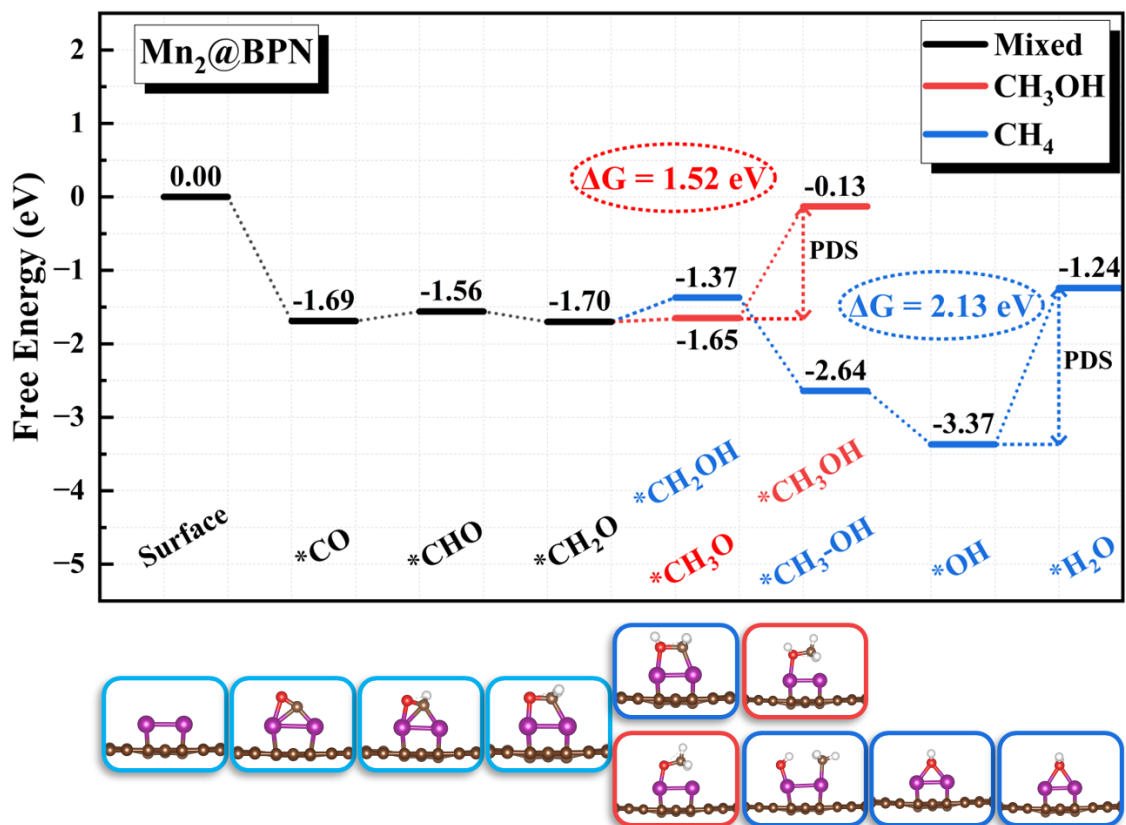 Mn₂@BPN
Mixed
CH₃OH
CH₄
Free Energy (eV)
2
1
0
−1
−2
−3
−4
−5
0.00
-1.69
-1.56
-1.70
-1.37
-1.65
ΔG = 1.52 eV
-0.13
PDS
-2.64
-3.37
ΔG = 2.13 eV
-1.24
PDS
Surface
*CO
*CHO
*CH₂O
*CH₂OH
*CH₃O
*CH₃OH
*CH₃-OH
*OH
*H₂O